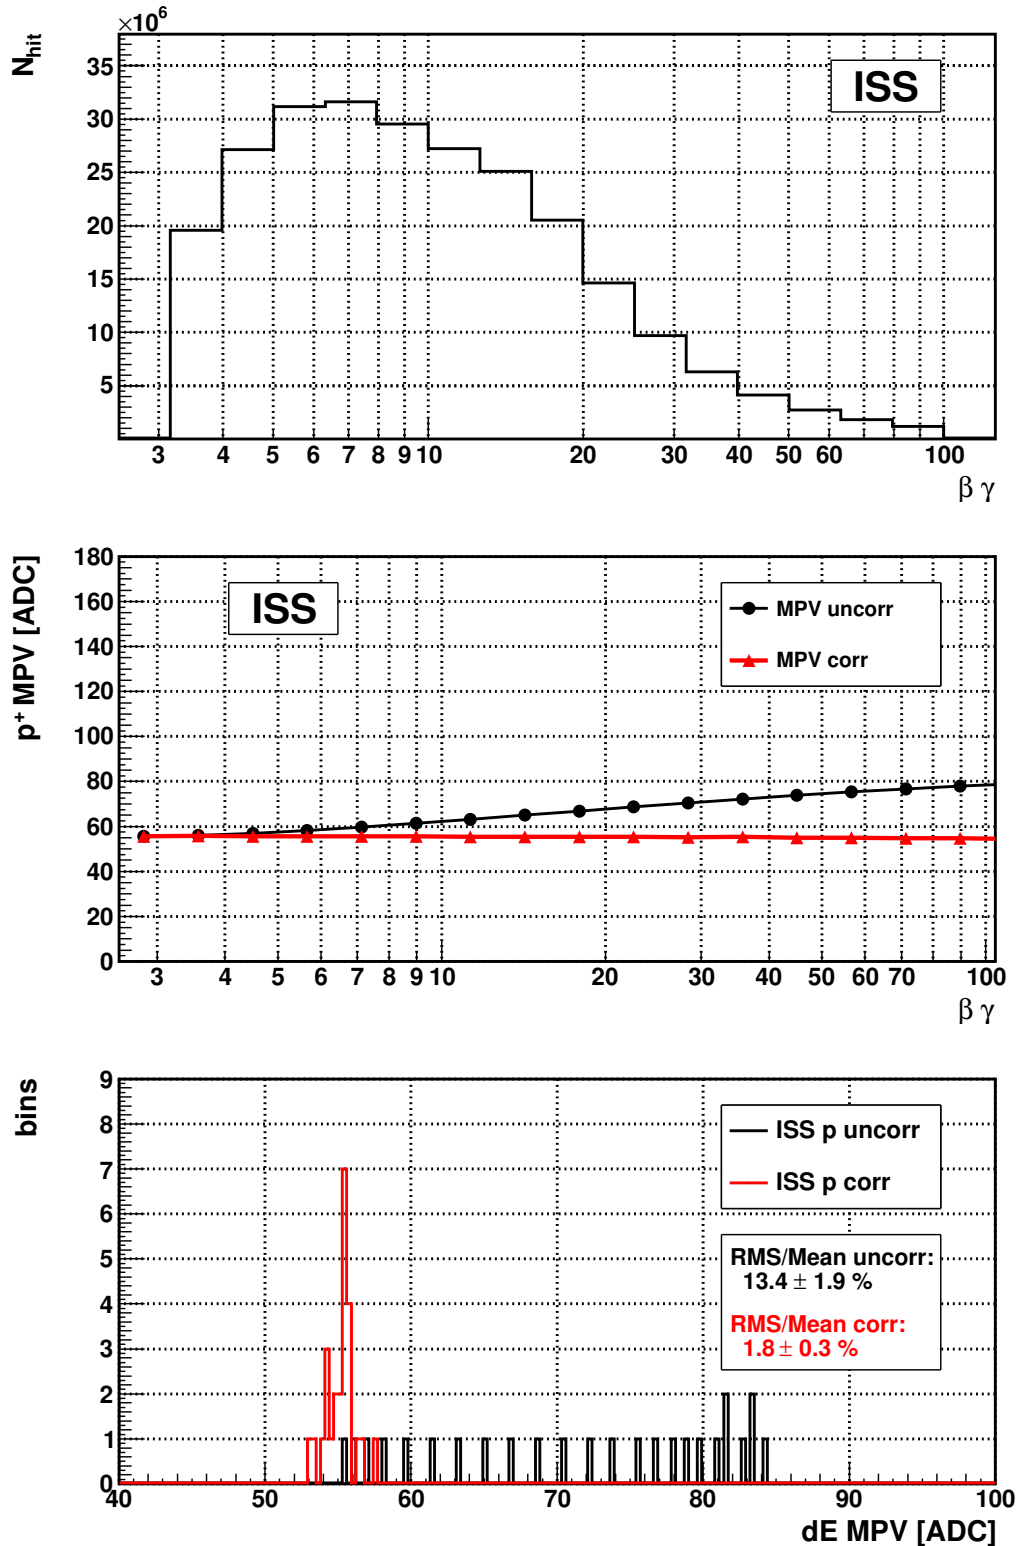 ×10⁶
N_hit
ISS
35
30
25
20
15
10
5
3 4 5 6 7 8 9 10 20 30 40 50 60 100
β γ
p⁺ MPV [ADC]
180
160
140
120
100
80
60
40
20
0
ISS
MPV uncorr
MPV corr
3 4 5 6 7 8 9 10 20 30 40 50 60 70 100
β γ
bins
9
8
7
6
5
4
3
2
1
0
ISS p uncorr
ISS p corr
RMS/Mean uncorr:
13.4 ± 1.9 %
RMS/Mean corr:
1.8 ± 0.3 %
40 50 60 70 80 90 100
dE MPV [ADC]